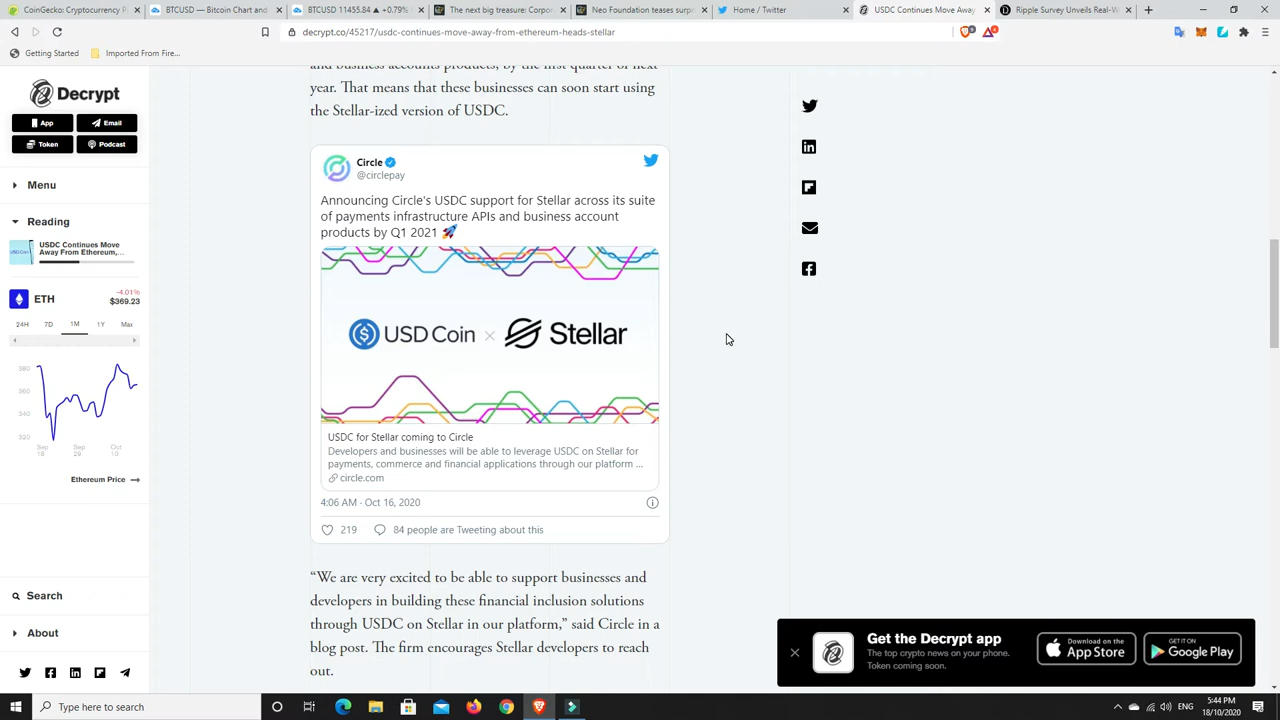 CoinGecko: Cryptocurrency P
BTCUSD — Bitcoin Chart and
BTCUSD 11455.84 ▲ +0.79%
The next big treasure: Corpor
Neo Foundation teases surp
Home / Twitter
USDC Continues Move Away
Ripple Survey Unveils Real-W
decrypt.co/45217/usdc-continues-move-away-from-ethereum-heads-stellar
Getting Started
Imported From Fire...
Decrypt
App
Email
Token
Podcast
Menu
Reading
USDC Continues Move
Away From Ethereum,
ETH
-4.01%
$369.23
24H 7D 1M 1Y Max
380
360
340
320
Sep 18
Sep 29
Oct 10
Ethereum Price →
Search
About
and business accounts products, by the first quarter of next
year. That means that these businesses can soon start using
the Stellar-ized version of USDC.
Circle
@circlepay
Announcing Circle's USDC support for Stellar across its suite
of payments infrastructure APIs and business account
products by Q1 2021 🚀
USD Coin × Stellar
USDC for Stellar coming to Circle
Developers and businesses will be able to leverage USDC on Stellar for
payments, commerce and financial applications through our platform ...
circle.com
4:06 AM · Oct 16, 2020
219
84 people are Tweeting about this
“We are very excited to be able to support businesses and
developers in building these financial inclusion solutions
through USDC on Stellar in our platform,” said Circle in a
blog post. The firm encourages Stellar developers to reach
out.
Get the Decrypt app
The top crypto news on your phone.
Token coming soon.
Download on the
App Store
GET IT ON
Google Play
Type here to search
ENG
5:44 PM
18/10/2020